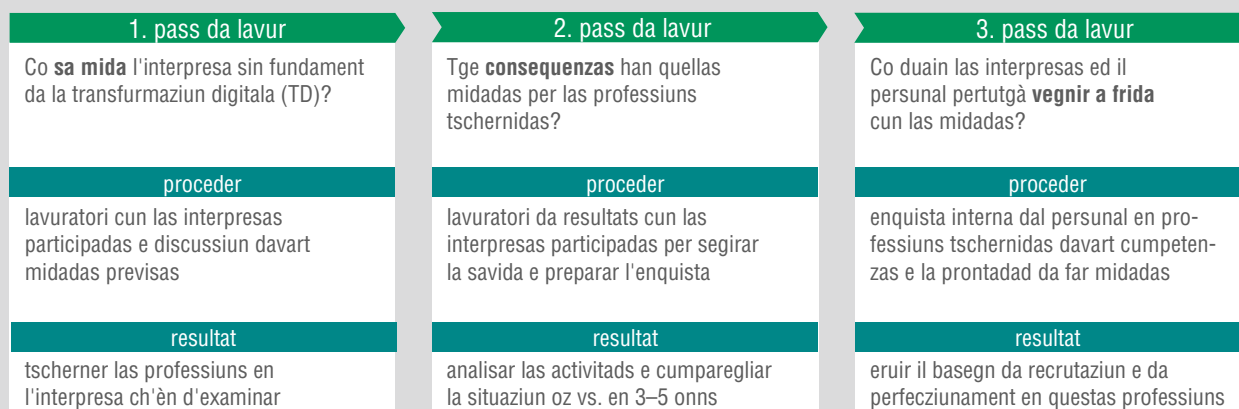 1. pass da lavur
Co sa mida l'interpresa sin fundament
da la transfurmaziun digitala (TD)?
proceder
lavuratori cun las interpresas
participadas e discussiun davart
midadas previsas
resultat
tscherner las professiuns en
l'interpresa ch'èn d'examinar
2. pass da lavur
Tge consequenzas han quellas
midadas per las professiuns
tschernidas?
proceder
lavuratori da resultats cun las
interpresas participadas per segirar
la savida e preparar l'enquista
resultat
analisar las activitads e cumparegliar
la situaziun oz vs. en 3–5 onns
3. pass da lavur
Co duain las interpresas ed il
persunal pertutgà vegnir a frida
cun las midadas?
proceder
enquista interna dal persunal en pro-
fessiuns tschernidas davart cumpeten-
zas e la prontadad da far midadas
resultat
eruir il basegn da recrutaziun e da
perfecziunament en questas professiuns